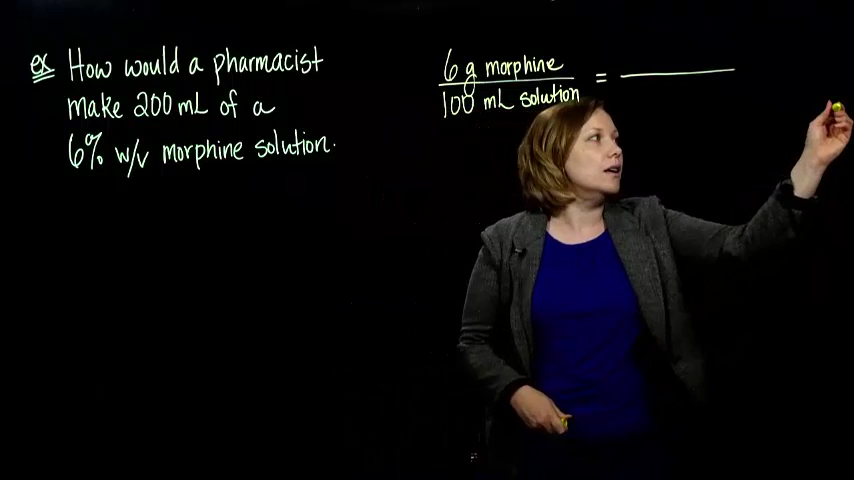 ex How would a pharmacist
make 200 mL of a
6% w/v morphine solution.
6 g morphine
100 mL solution
=